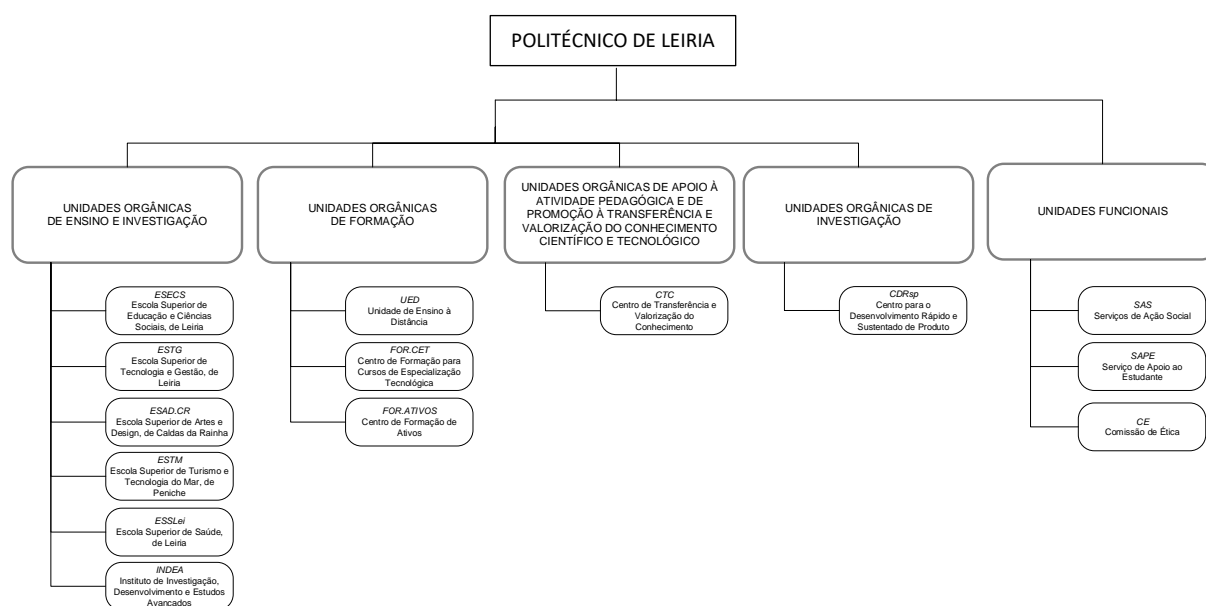 POLITÉCNICO DE LEIRIA
UNIDADES ORGÂNICAS
DE ENSINO E INVESTIGAÇÃO
UNIDADES ORGÂNICAS
DE FORMAÇÃO
UNIDADES ORGÂNICAS DE APOIO À
ATIVIDADE PEDAGÓGICA E DE
PROMOÇÃO À TRANSFERÊNCIA E
VALORIZAÇÃO DO CONHECIMENTO
CIENTÍFICO E TECNOLÓGICO
UNIDADES ORGÂNICAS DE
INVESTIGAÇÃO
UNIDADES FUNCIONAIS
ESECS
Escola Superior de
Educação e Ciências
Sociais, de Leiria
ESTG
Escola Superior de
Tecnologia e Gestão, de
Leiria
ESAD.CR
Escola Superior de Artes e
Design, de Caldas da Rainha
ESTM
Escola Superior de Turismo e
Tecnologia do Mar, de
Peniche
ESSLei
Escola Superior de Saúde,
de Leiria
INDEA
Instituto de Investigação,
Desenvolvimento e Estudos
Avançados
UED
Unidade de Ensino à
Distância
FOR.CET
Centro de Formação para
Cursos de Especialização
Tecnológica
FOR.ATIVOS
Centro de Formação de
Ativos
CTC
Centro de Transferência e
Valorização do
Conhecimento
CDRsp
Centro para o
Desenvolvimento Rápido e
Sustentado de Produto
SAS
Serviços de Ação Social
SAPE
Serviço de Apoio ao
Estudante
CE
Comissão de Ética